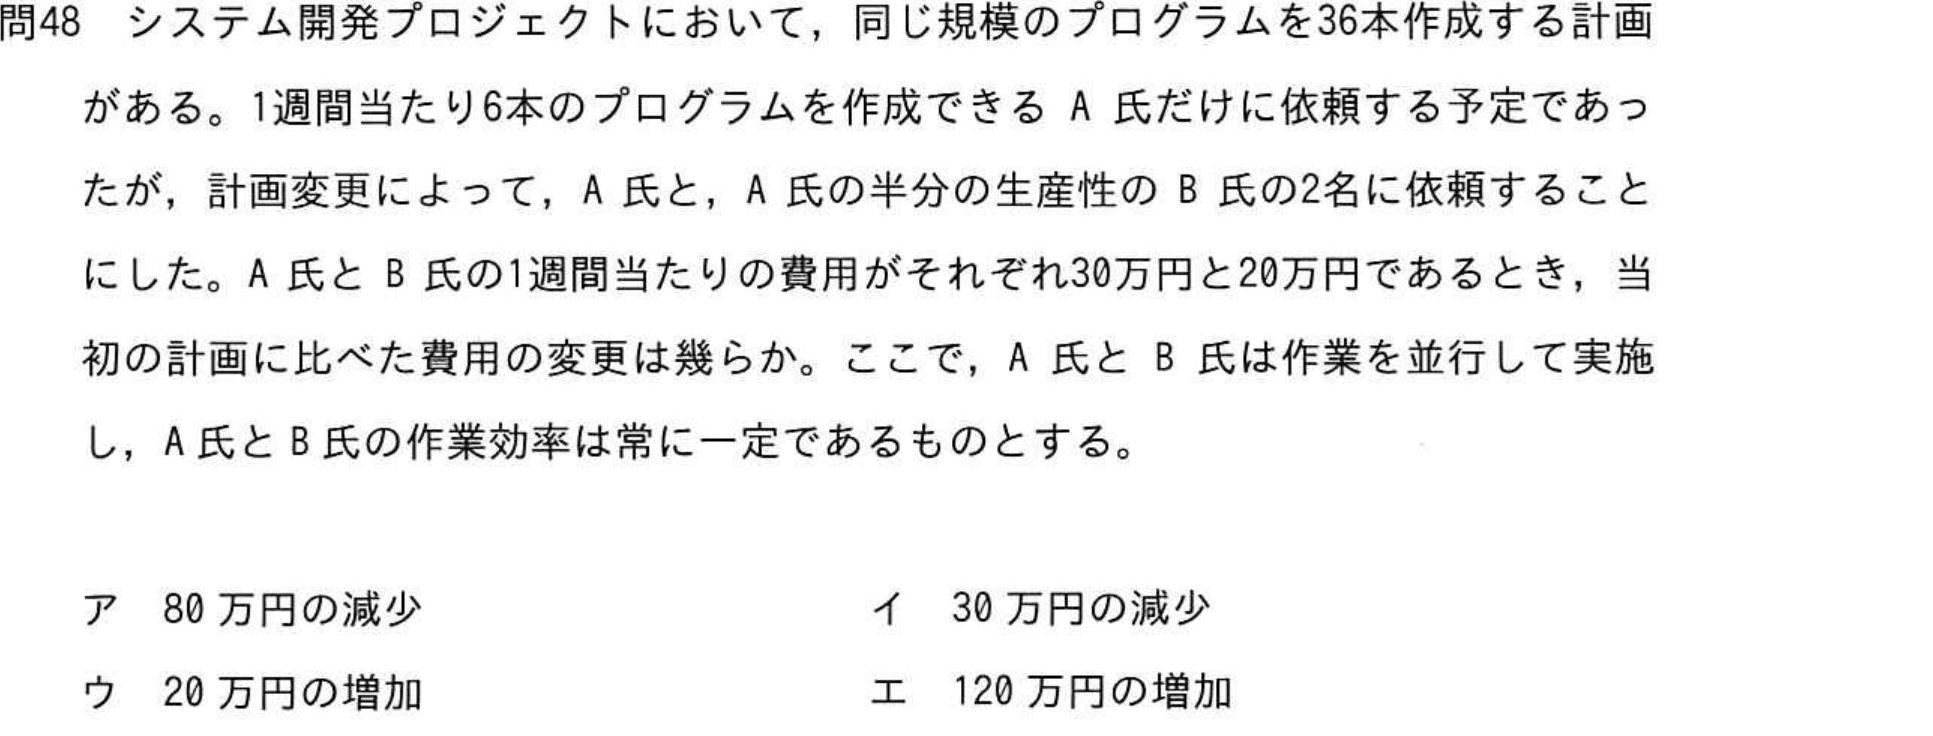 問48　システム開発プロジェクトにおいて，同じ規模のプログラムを36本作成する計画
がある。1週間当たり6本のプログラムを作成できる A 氏だけに依頼する予定であっ
たが，計画変更によって，A 氏と，A 氏の半分の生産性の B 氏の2名に依頼すること
にした。A 氏と B 氏の1週間当たりの費用がそれぞれ30万円と20万円であるとき，当
初の計画に比べた費用の変更は幾らか。ここで，A 氏と B 氏は作業を並行して実施
し，A 氏と B 氏の作業効率は常に一定であるものとする。
ア　80 万円の減少　　イ　30 万円の減少
ウ　20 万円の増加　　エ　120 万円の増加